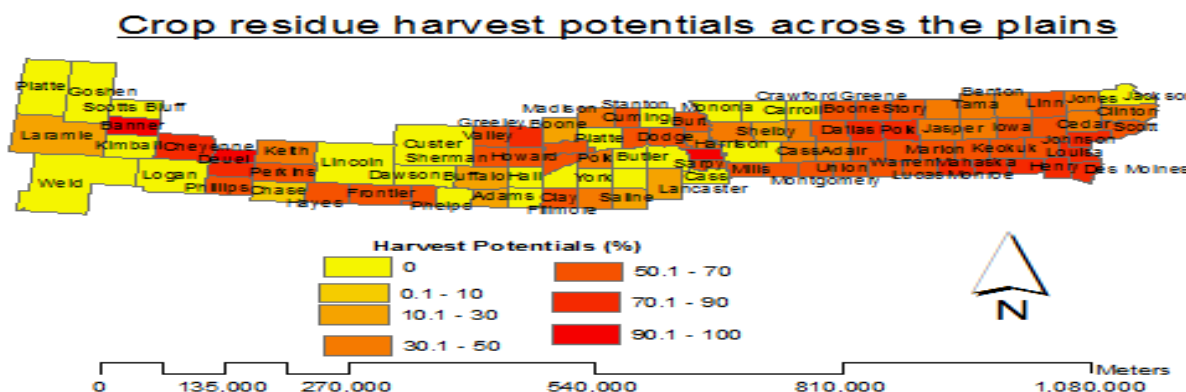 Crop residue harvest potentials across the plains
Platte
Goshen
Scotts Bluff
Banner
Laramie
Kimball
Cheyenne
Deuel
Weld
Logan
Phillips
Keith
Perkins
Chase
Hayes
Lincoln
Frontier
Custer
Sherman
Dawson
Buffalo
Hall
Phelps
Adams
Valley
Greeley
Boone
Howard
Madison
Stanton
Cuming
Burt
Platte
Dodge
Polk
Butler
York
Clay
Fillmore
Saline
Lancaster
Sarpy
Cass
Monona
Crawford
Greene
Carroll
Boone
Story
Harrison
Shelby
Dallas
Polk
Cass
Adair
Mills
Montgomery
Union
Warren
Lucas
Monroe
Marion
Mahaska
Keokuk
Jasper
Iowa
Benton
Tama
Linn
Jones
Jackson
Clinton
Cedar
Scott
Johnson
Louisa
Henry
Des Moines
Harvest Potentials (%)
0
0.1 - 10
10.1 - 30
30.1 - 50
50.1 - 70
70.1 - 90
90.1 - 100
N
Meters
0 135,000 270,000 540,000 810,000 1,080,000